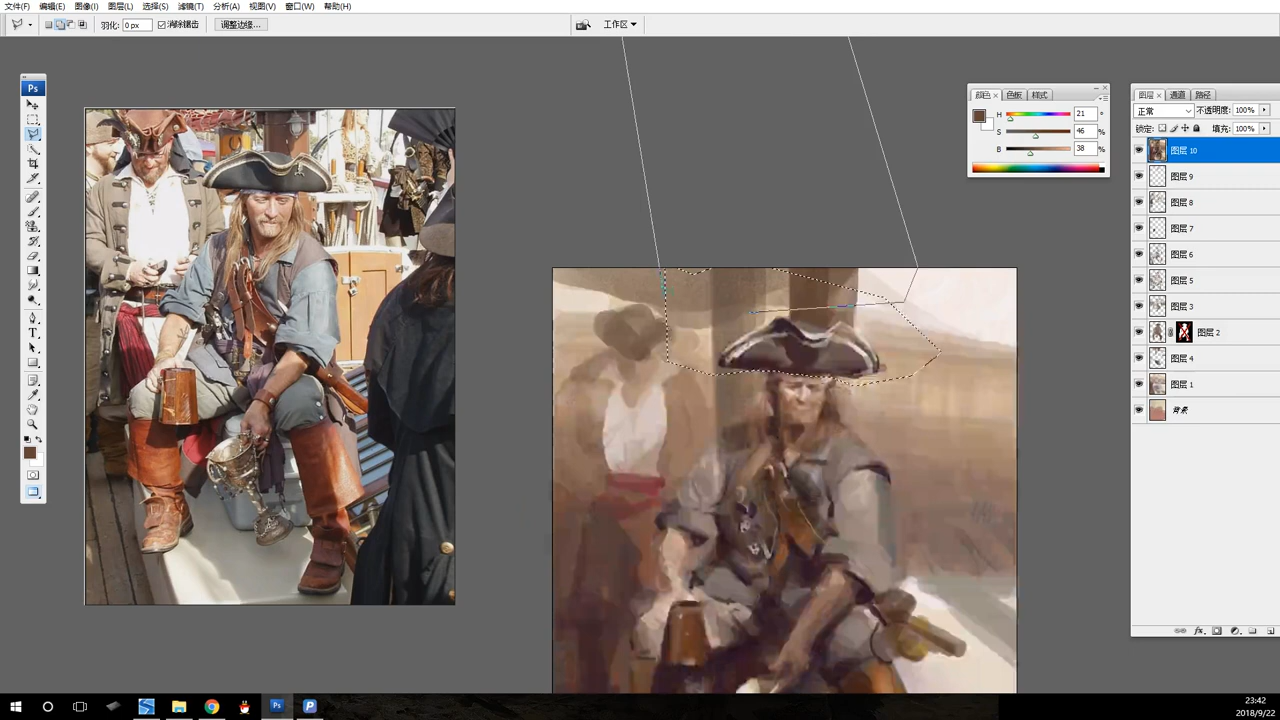 文件(F) 编辑(E) 图像(I) 图层(L) 选择(S) 滤镜(T) 分析(A) 视图(V) 窗口(W) 帮助(H)
羽化: 0 px 消除锯齿 调整边缘... 工作区
Ps
颜色 色板 样式
H 21 °
S 46 %
B 38 %
图层 通道 路径
正常 不透明度: 100%
锁定: 填充: 100%
图层 10
图层 9
图层 8
图层 7
图层 6
图层 5
图层 3
图层 2
图层 4
图层 1
背景
fx
T
Ps P
23:42
2018/9/22